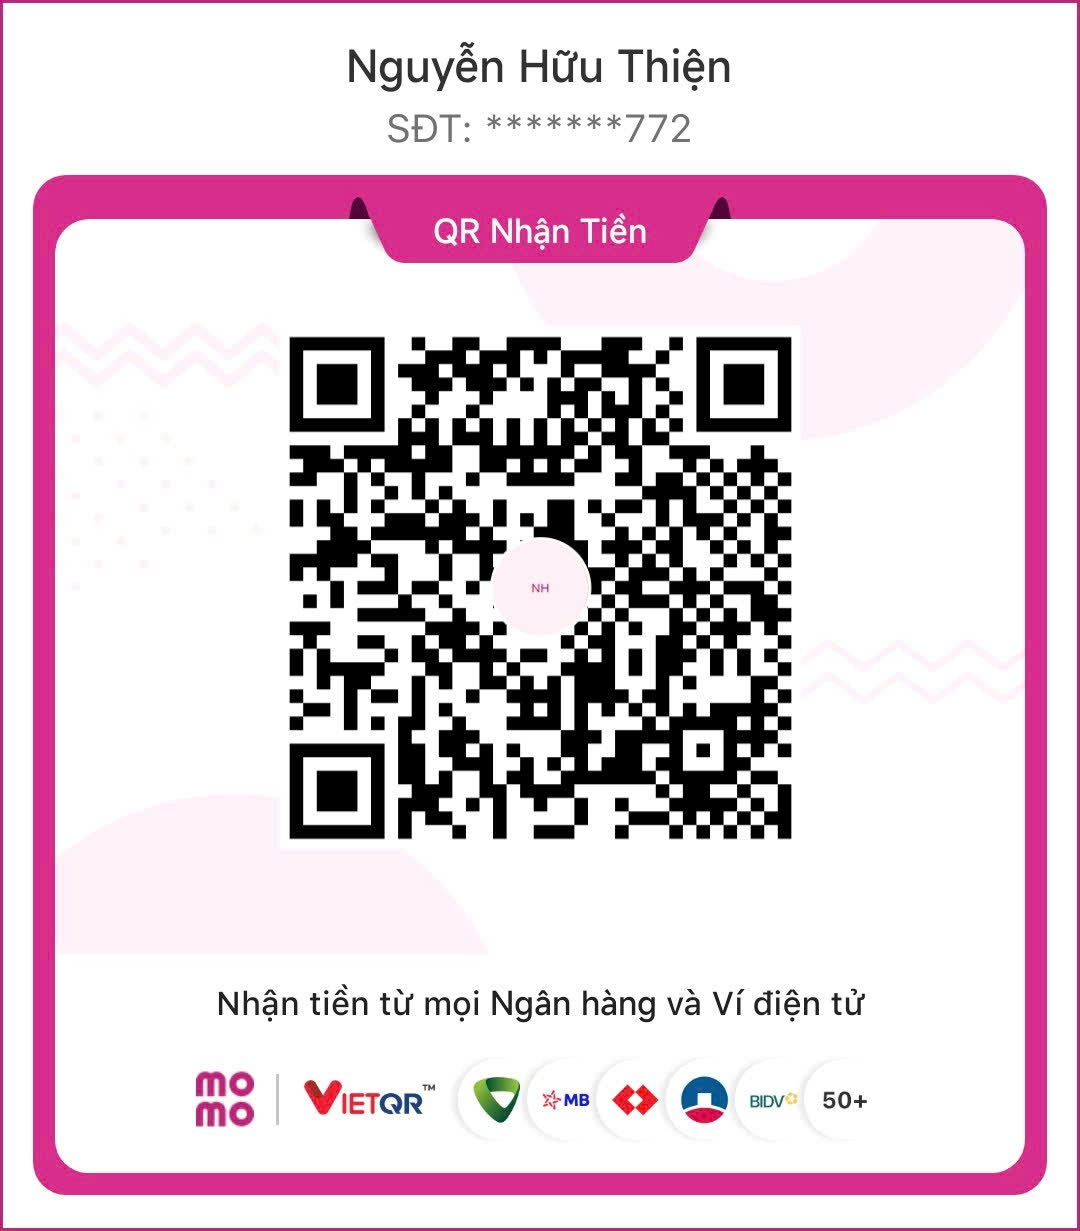 Nguyễn Hữu Thiện
SĐT: *******772
QR Nhận Tiền
NH
Nhận tiền từ mọi Ngân hàng và Ví điện tử
mo
mo
VIETQR™
MB
BIDV
50+